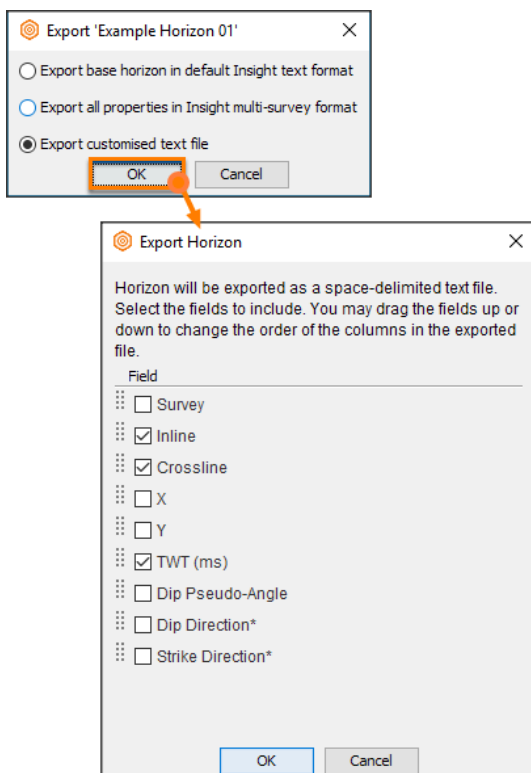 Export 'Example Horizon 01'
Export base horizon in default Insight text format
Export all properties in Insight multi-survey format
Export customised text file
OK Cancel
Export Horizon
Horizon will be exported as a space-delimited text file.
Select the fields to include. You may drag the fields up or
down to change the order of the columns in the exported
file.
Field
Survey
Inline
Crossline
X
Y
TWT (ms)
Dip Pseudo-Angle
Dip Direction*
Strike Direction*
OK Cancel